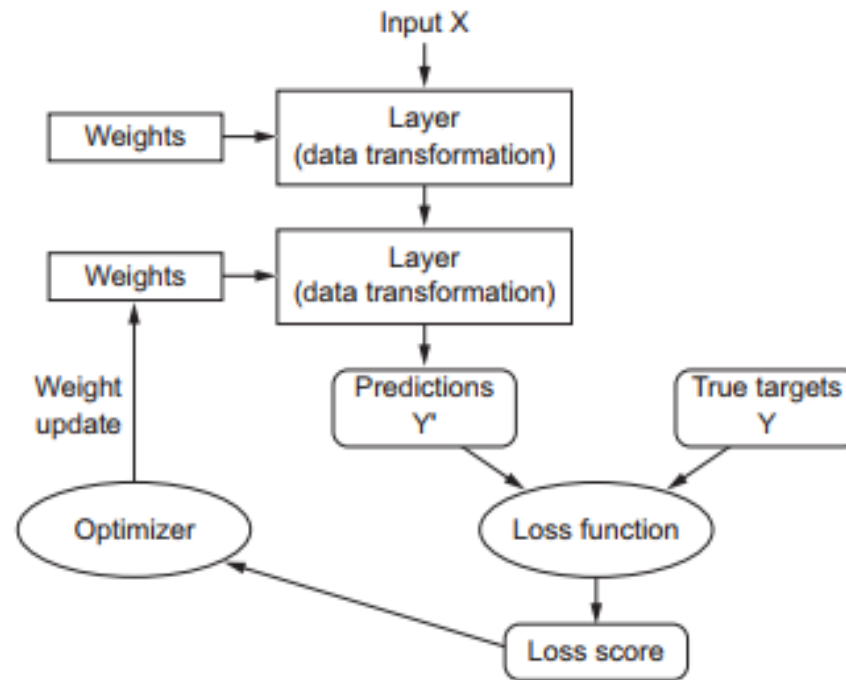 Input X
Weights
Layer
(data transformation)
Weights
Layer
(data transformation)
Weight
update
Predictions
Y'
True targets
Y
Optimizer
Loss function
Loss score